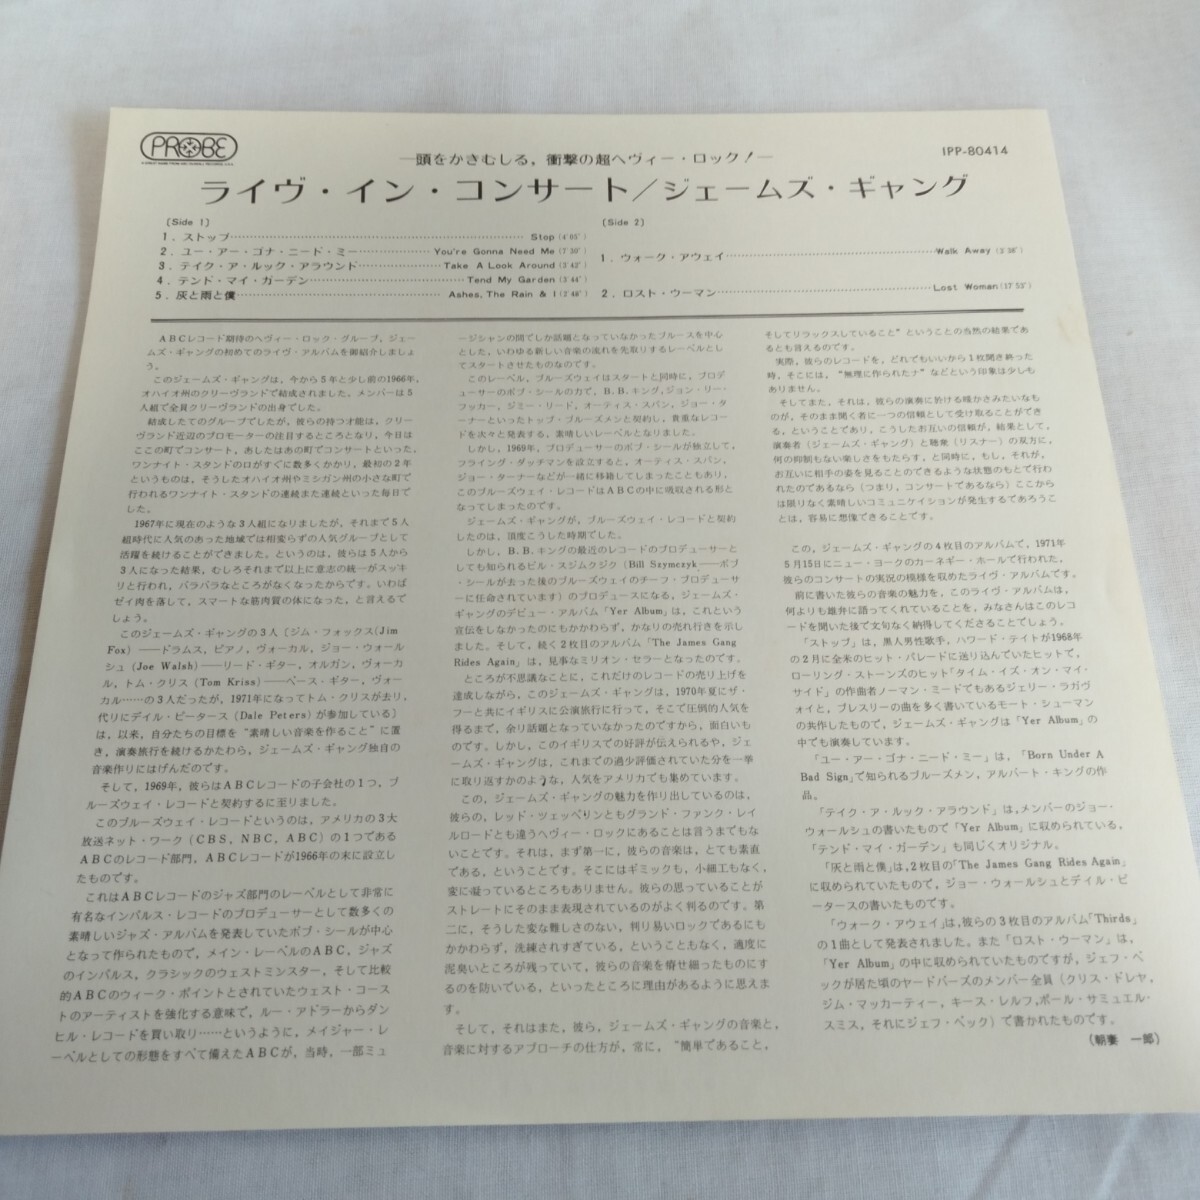 PROBE
IPP-80414
—頭をかきむしる，衝撃の超ヘヴィー・ロック！—
ライヴ・イン・コンサート／ジェームズ・ギャング
〔Side 1〕
1．ストップ…Stop(4'05")
2．ユー・アー・ゴナ・ニード・ミー…You're Gonna Need Me(7'30")
3．テイク・ア・ルック・アラウンド…Take A Look Around(3'43")
4．テンド・マイ・ガーデン…Tend My Garden(3'44")
5．灰と雨と僕…Ashes, The Rain & I(3'48")
〔Side 2〕
1．ウォーク・アウェイ…Walk Away(3'38")
2．ロスト・ウーマン…Lost Woman(17'53")
ＡＢＣレコード期待のヘヴィー・ロック・グループ，ジェー
ムズ・ギャングの初めてのライヴ・アルバムを御紹介しましょ
う。
このジェームズ・ギャングは，今から５年と少し前の1966年，
オハイオ州のクリーヴランドで結成されました。メンバーは５
人組で全員クリーヴランドの出身でした。
結成したてのグループでしたが，彼らの持つ才能は，クリー
ヴランド近辺のプロモーターの注目するところとなり，今日は
ここの町でコンサート，あしたはあの町でコンサートといった，
ワンナイト・スタンドの口がすぐに数多くかかり，最初の２年
というものは，そうしたオハイオ州やミシガン州の小さな町で
行われるワンナイト・スタンドの連続また連続といった毎日で
した。
1967年に現在のような３人組になりましたが，それまで５人
組時代に人気のあった地域では相変らずの人気グループとして
活躍を続けることができました。というのは，彼らは５人から
３人になった結果，むしろそれまで以上に意志の統一がスッキ
リと行われ，バラバラなところがなくなったからです。いわば
ゼイ肉を落して，スマートな筋肉質の体になった，と言えるで
しょう。
このジェームズ・ギャングの３人〔ジム・フォックス(Jim
Fox)——ドラムス，ピアノ，ヴォーカル，ジョー・ウォール
シュ(Joe Walsh)——リード・ギター，オルガン，ヴォーカ
ル，トム・クリス(Tom Kriss)——ベース・ギター，ヴォー
カル……の３人だったが，1971年になってトム・クリスが去り，
代りにデイル・ピータース(Dale Peters)が参加している〕
は，以来，自分たちの目標を“素晴しい音楽を作ること”に置
き，演奏旅行を続けるかたわら，ジェームズ・ギャング独自の
音楽作りにはげんだのです。
そして，1969年，彼らはＡＢＣレコードの子会社の１つ，ブ
ルーズウェイ・レコードと契約するに至りました。
このブルーズウェイ・レコードというのは，アメリカの３大
放送ネット・ワーク（CBS，NBC，ABC）の１つである
ＡＢＣのレコード部門，ＡＢＣレコードが1966年の末に設立し
たものです。
これはＡＢＣレコードのジャズ部門のレーベルとして非常に
有名なインパルス・レコードのプロデューサーとして数多くの
素晴しいジャズ・アルバムを発表していたボブ・シールが中心
となって作られたもので，メイン・レーベルのABC，ジャズ
のインパルス，クラシックのウェストミンスター，そして比較
的ＡＢＣのウィーク・ポイントとされていたウェスト・コース
トのアーティストを強化する意味で，ルー・アドラーからダン
ヒル・レコードを買い取り……というように，メイジャー・レ
ーベルとしての形態をすべて備えたＡＢＣが，当時，一部ミュ
ージシャンの間でしか話題となっていなかったブルースを中心
とした，いわゆる新しい音楽の流れを先取りするレーベルとし
てスタートさせたものなのです。
このレーベル，ブルーズウェイはスタートと同時に，プロデ
ューサーのボブ・シールの力で，B.B.キング，ジョン・リー・
フッカー，ジミー・リード，オーティス・スパン，ジョー・タ
ーナーといったトップ・ブルーズメンと契約し，貴重なレコー
ドを次々と発表する，素晴しいレーベルとなりました。
しかし，1969年，プロデューサーのボブ・シールが独立して，
フライング・ダッチマンを設立すると，オーティス・スパン，
ジョー・ターナーなどが一緒に移籍してしまったこともあり，
このブルーズウェイ・レコードはＡＢＣの中に吸収される形と
なってしまったのです。
ジェームズ・ギャングが，ブルーズウェイ・レコードと契約
したのは，頂度こうした時期でした。
しかし，B.B.キングの最近のレコードのプロデューサーと
しても知られるビル・スジムクジク(Bill Szymczyk——ボブ
・シールが去った後のブルーズウェイのチーフ・プロデューサ
ーに任命されています)のプロデュースになる，ジェームズ・
ギャングのデビュー・アルバム「Yer Album」は，これという
宣伝をしなかったのにもかかわらず，かなりの売れ行きを示し
ました。そして，続く２枚目のアルバム「The James Gang
Rides Again」は，見事なミリオン・セラーとなったのです。
ところが不思議なことに，これだけのレコードの売り上げを
達成しながら，このジェームズ・ギャングは，1970年夏にザ・
フーと共にイギリスに公演旅行に行って，そこで圧倒的人気を
得るまで，余り話題となっていなかったのですから，面白いも
のです。しかし，このイギリスでの好評が伝えられるや，ジェ
ームズ・ギャングは，これまでの過少評価されていた分を一挙
に取り返すかのような，人気をアメリカでも集めています。
この，ジェームズ・ギャングの魅力を作り出しているのは，
彼らの，レッド・ツェッペリンともグランド・ファンク・レイ
ルロードとも違うヘヴィー・ロックにあることは言うまでもな
いことです。それは，まず第一に，彼らの音楽は，とても素直
である，ということです。そこにはギミックも，小細工もなく，
変に凝っているところもありません。彼らの思っていることが
ストレートにそのまま表現されているのがよく判るのです。第
二に，そうした変な難しさのない，判り易いロックであるにも
かかわらず，洗練されすぎている，ということもなく，適度に
泥臭いところが残っていて，彼らの音楽を痩せ細ったものにす
るのを防いでいる，といったところに理由があるように思えま
す。
そして，それはまた，彼ら，ジェームズ・ギャングの音楽と，
音楽に対するアプローチの仕方が，常に，“簡単であること，
そしてリラックスしていること”ということの当然の結果であ
るとも言えるのです。
実際，彼らのレコードを，どれでもいいから１枚聞き終った
時，そこには，“無理に作られたナ”などという印象は少しも
ありません。
そしてまた，それは，彼らの演奏に於ける暖かさみたいなも
のが，そのまま聞く者に一つの信頼として受け取ることができ
る，ということであり，こうしたお互いの信頼が，結果として，
演奏者（ジェームズ・ギャング）と聴衆（リスナー）の双方に，
何の抑制もない楽しさをもたらす，と同時に，もし，それが，
お互いに相手の姿を見ることのできるような状態のもとで行わ
れたのであるなら（つまり，コンサートであるなら）ここから
は限りなく素晴しいコミュニケイションが発生するであろうこ
とは，容易に想像できることです。
この，ジェームズ・ギャングの４枚目のアルバムで，1971年
５月15日にニュー・ヨークのカーネギー・ホールで行われた，
彼らのコンサートの実況の模様を収めたライヴ・アルバムです。
前に書いた彼らの音楽の魅力を，このライヴ・アルバムは，
何よりも雄弁に語ってくれていることを，みなさんはこのレコ
ードを聞いた後で文句なく納得してくださることでしょう。
「ストップ」は，黒人男性歌手，ハワード・テイトが1968年
の２月に全米のヒット・パレードに送り込んでいたヒットで，
ローリング・ストーンズのヒット「タイム・イズ・オン・マイ・
サイド」の作曲者ノーマン・ミードでもあるジェリー・ラガヴ
ォイと，プレスリーの曲を多く書いているモート・シューマン
の共作したもので，ジェームズ・ギャングは「Yer Album」の
中でも演奏しています。
「ユー・アー・ゴナ・ニード・ミー」は，「Born Under A
Bad Sign」で知られるブルーズメン，アルバート・キングの作
品。
「テイク・ア・ルック・アラウンド」は，メンバーのジョー・
ウォールシュの書いたもので「Yer Album」に収められている，
「テンド・マイ・ガーデン」も同じくオリジナル。
「灰と雨と僕」は，２枚目の「The James Gang Rides Again」
に収められていたもので，ジョー・ウォールシュとデイル・ピ
ータースの書いたものです。
「ウォーク・アウェイ」は，彼らの３枚目のアルバム「Thirds」
の１曲として発表されました。また「ロスト・ウーマン」は，
「Yer Album」の中に収められていたものですが，ジェフ・ベ
ックが居た頃のヤードバーズのメンバー全員（クリス・ドレヤ，
ジム・マッカーティー，キース・レルフ，ポール・サミュエル・
スミス，それにジェフ・ベック）で書かれたものです。
（朝妻　一郎）